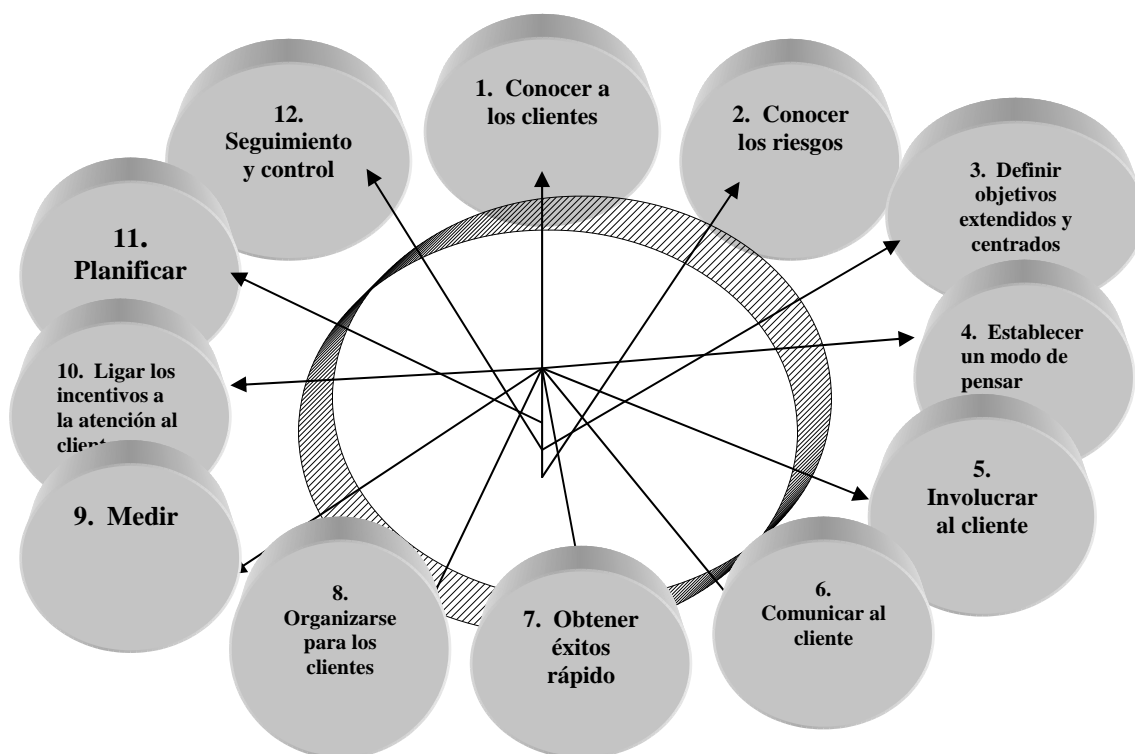 1. Conocer a
los clientes
2. Conocer
los riesgos
3. Definir
objetivos
extendidos y
centrados
4. Establecer
un modo de
pensar
5.
Involucrar
al cliente
6.
Comunicar al
cliente
7. Obtener
éxitos
rápido
8.
Organizarse
para los
clientes
9. Medir
10. Ligar los
incentivos a
la atención al
11.
Planificar
12.
Seguimiento
y control